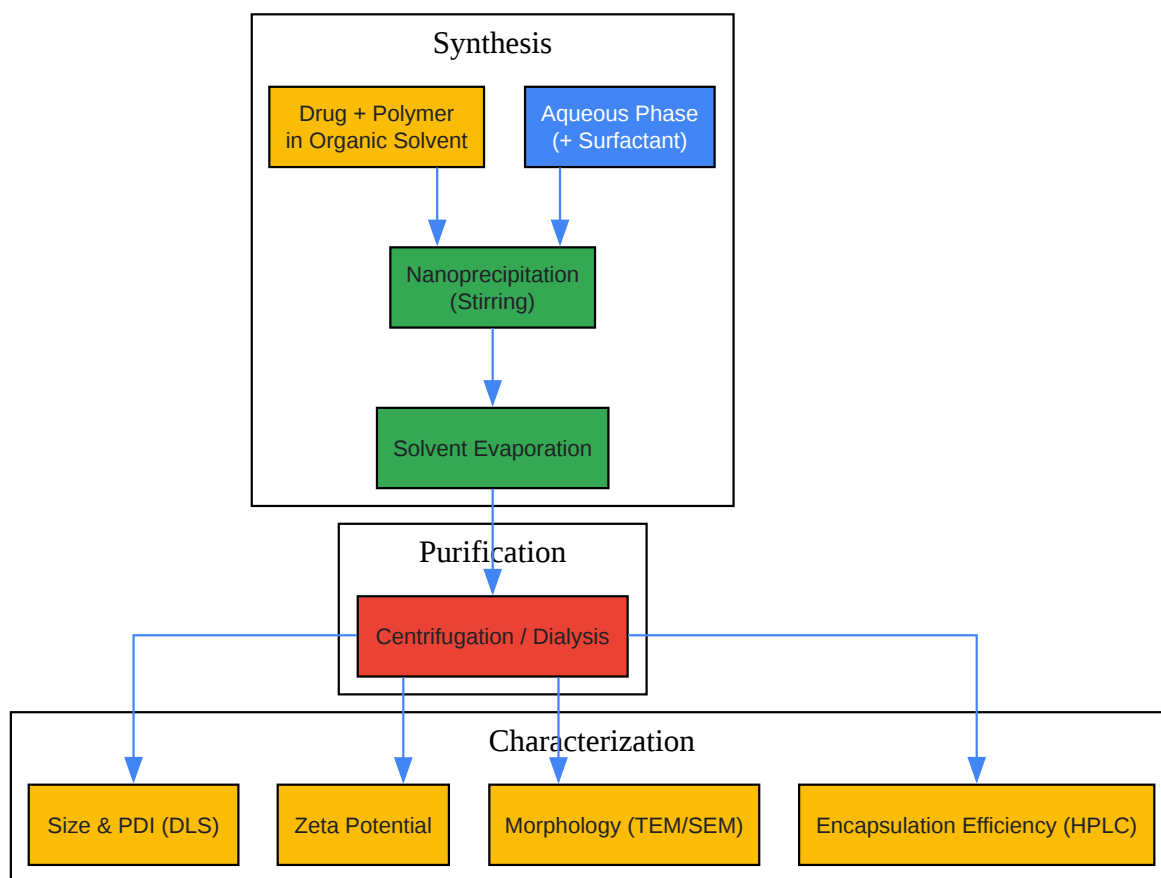 Synthesis
Drug + Polymer
in Organic Solvent
Aqueous Phase
(+ Surfactant)
Nanoprecipitation
(Stirring)
Solvent Evaporation
Purification
Centrifugation / Dialysis
Characterization
Size & PDI (DLS)
Zeta Potential
Morphology (TEM/SEM)
Encapsulation Efficiency (HPLC)